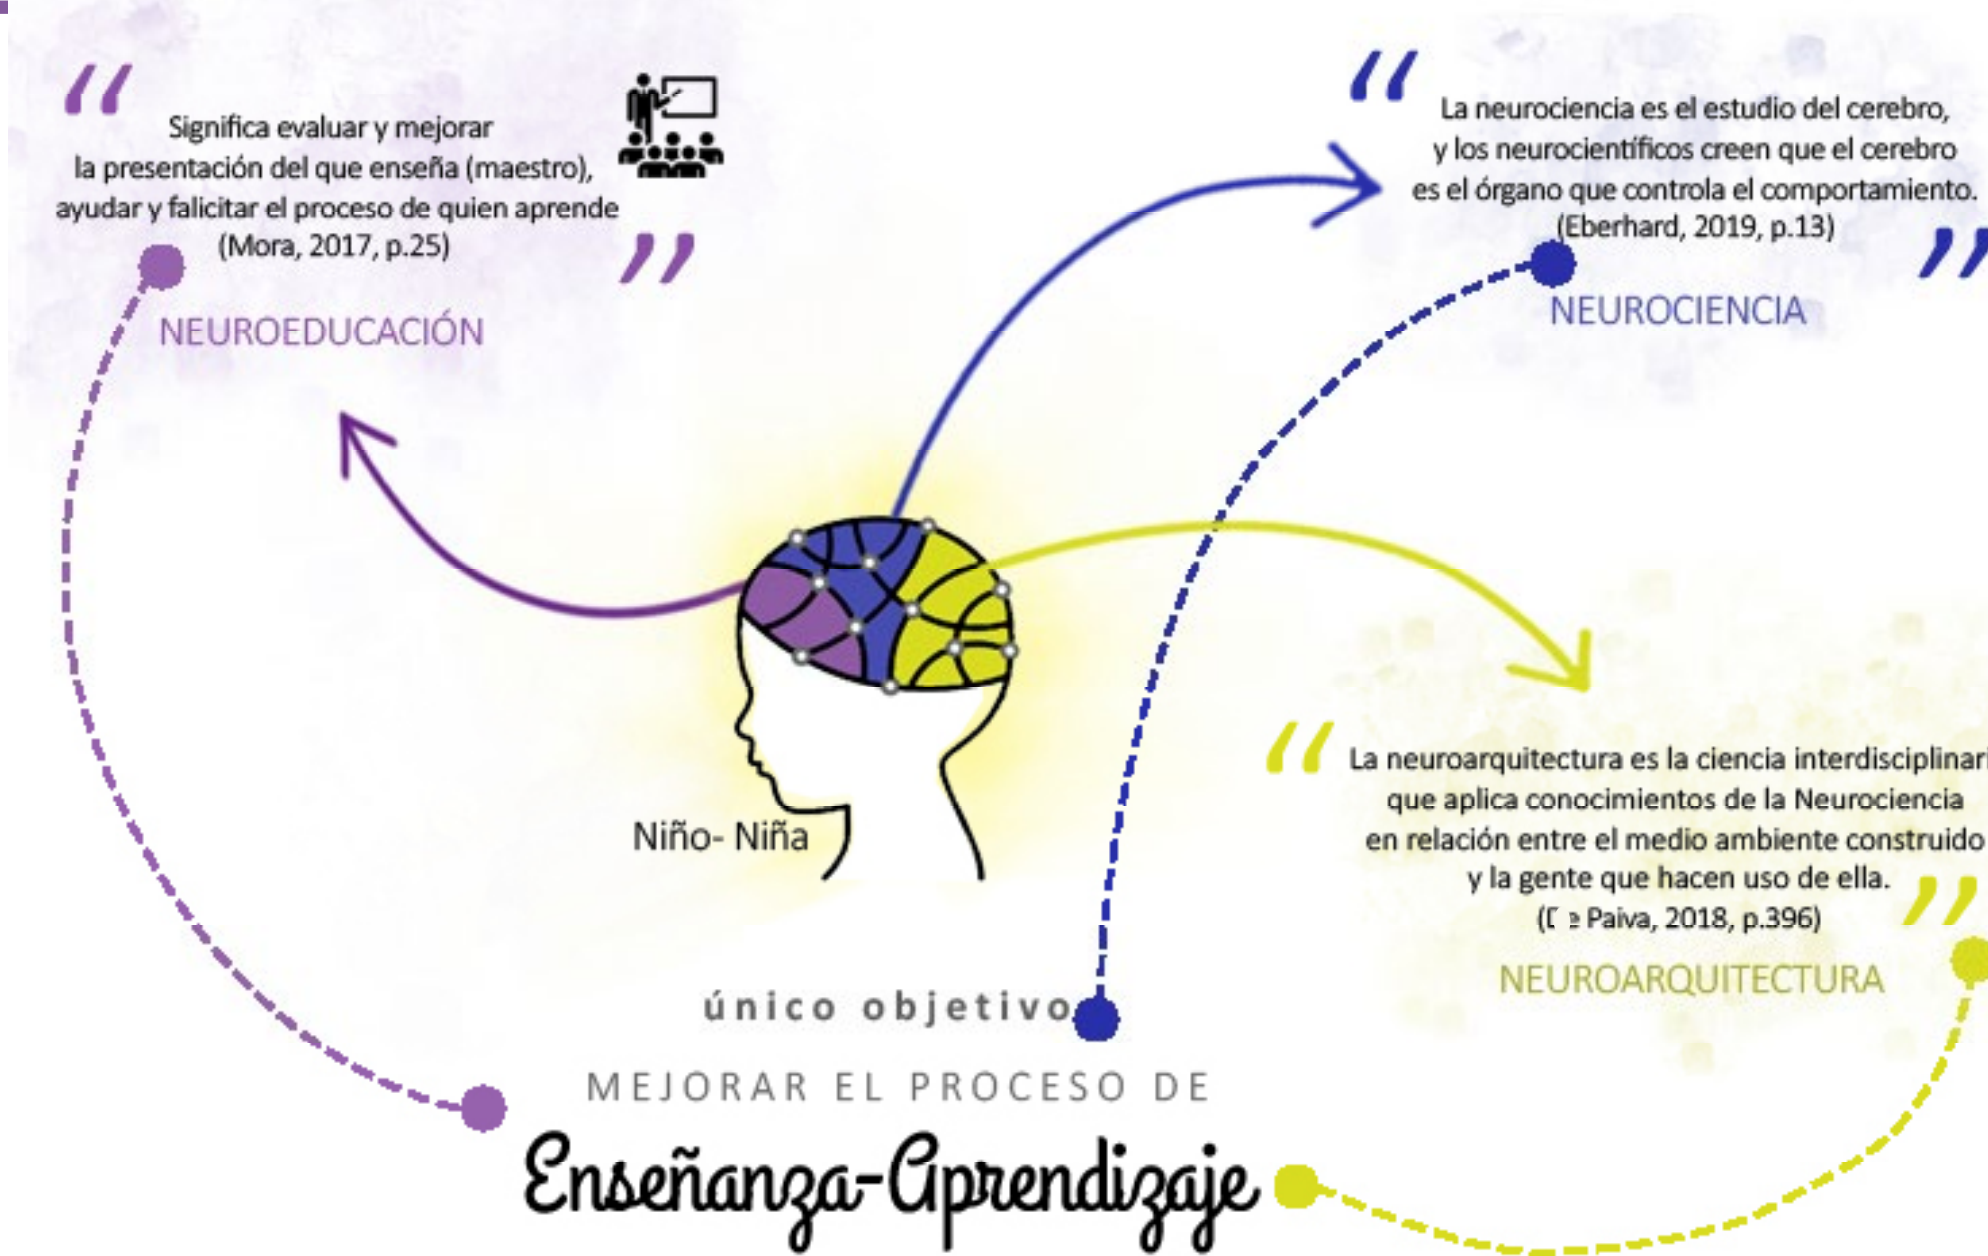 Significa evaluar y mejorar
la presentación del que enseña (maestro),
ayudar y falicitar el proceso de quien aprende
(Mora, 2017, p.25)
NEUROEDUCACIÓN
La neurociencia es el estudio del cerebro,
y los neurocientíficos creen que el cerebro
es el órgano que controla el comportamiento.
(Eberhard, 2019, p.13)
NEUROCIENCIA
La neuroarquitectura es la ciencia interdisciplinari
que aplica conocimientos de la Neurociencia
en relación entre el medio ambiente construido
y la gente que hacen uso de ella.
(De Paiva, 2018, p.396)
NEUROARQUITECTURA
Niño- Niña
único objetivo
MEJORAR EL PROCESO DE
Enseñanza-Aprendizaje